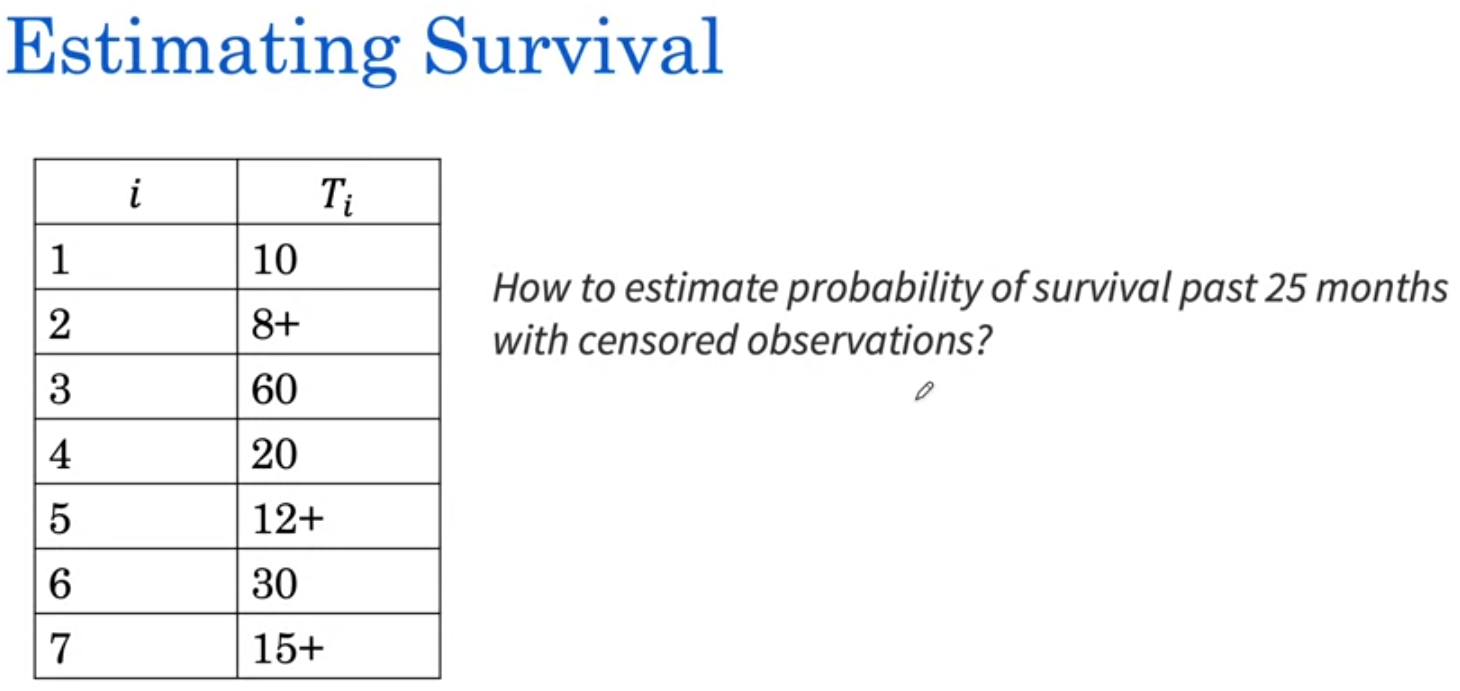 Estimating Survival
i T_i
1 10
2 8+
3 60
4 20
5 12+
6 30
7 15+
How to estimate probability of survival past 25 months
with censored observations?